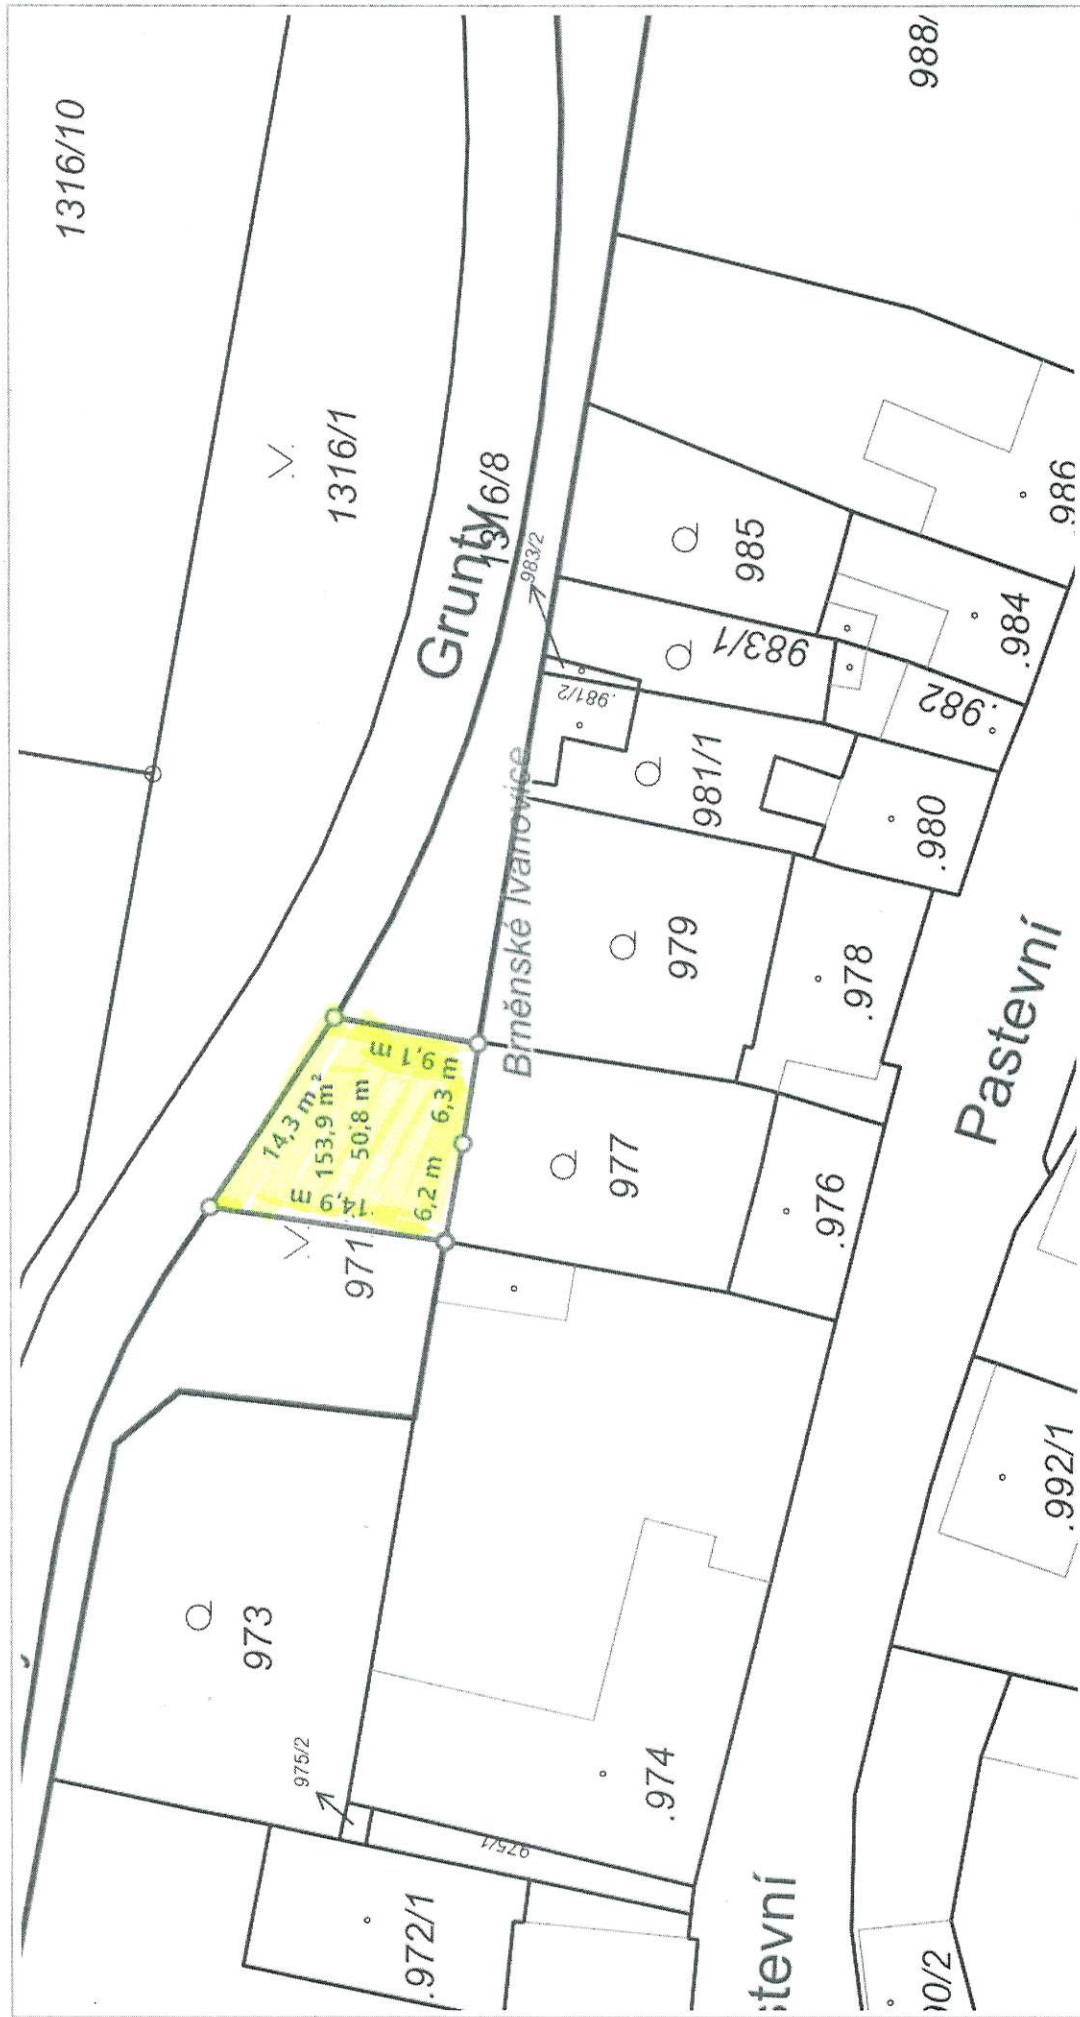 1316/10
988/
1316/1
Grunty
1316/8
983/2
985
986
983/1
.984
.981/2
.982
981/1
.980
Brněnské Ivanovice
979
.978
Pastevní
14,3 m
153,9 m²
50,8 m
9,1 m
6,3 m
14,9 m
6,2 m
977
.976
971
973
975/2
.974
975/1
.972/1
.992/1
stevní
00/2